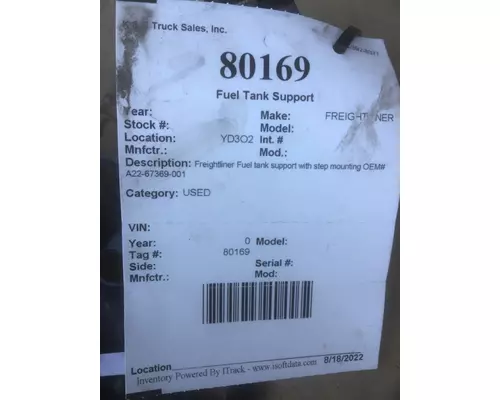 Truck Sales, Inc.
80169
Fuel Tank Support
Year:
Make: FREIGHTLINER
Stock #:
Model:
Location: YD3O2 Int. #
Mnfctr.: Mod.:
Description: Freightliner Fuel tank support with step mounting OEM#
A22-67369-001
Category: USED
VIN:
Year: 0 Model:
Tag #: 80169
Side: Serial #:
Mnfctr.: Mod:
Location
8/18/2022
Inventory Powered By ITrack - www.isoftdata.com